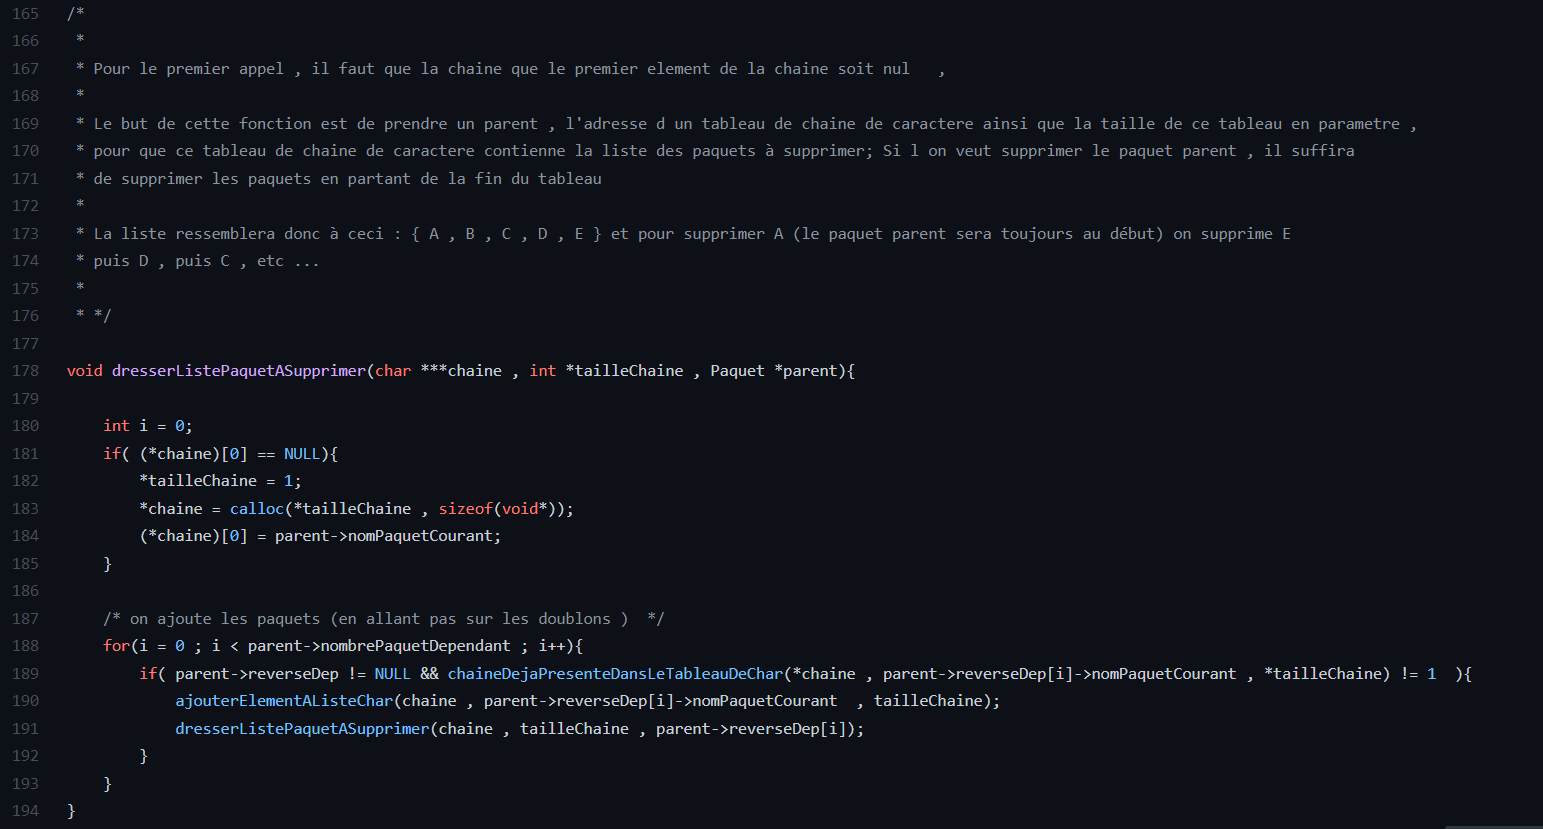 165 /*
166  *
167  * Pour le premier appel , il faut que la chaine que le premier element de la chaine soit nul   ,
168  *
169  * Le but de cette fonction est de prendre un parent , l'adresse d un tableau de chaine de caractere ainsi que la taille de ce tableau en parametre ,
170  * pour que ce tableau de chaine de caractere contienne la liste des paquets à supprimer; Si l on veut supprimer le paquet parent , il suffira
171  * de supprimer les paquets en partant de la fin du tableau
172  *
173  * La liste ressemblera donc à ceci : { A , B , C , D , E } et pour supprimer A (le paquet parent sera toujours au début) on supprime E
174  * puis D , puis C , etc ...
175  *
176  * */
177
178 void dresserListePaquetASupprimer(char ***chaine , int *tailleChaine , Paquet *parent){
179
180     int i = 0;
181     if( (*chaine)[0] == NULL){
182         *tailleChaine = 1;
183         *chaine = calloc(*tailleChaine , sizeof(void*));
184         (*chaine)[0] = parent->nomPaquetCourant;
185     }
186
187     /* on ajoute les paquets (en allant pas sur les doublons )  */
188     for(i = 0 ; i < parent->nombrePaquetDependant ; i++){
189         if( parent->reverseDep != NULL && chaineDejaPresenteDansLeTableauDeChar(*chaine , parent->reverseDep[i]->nomPaquetCourant , *tailleChaine) != 1  ){
190             ajouterElementAListeChar(chaine , parent->reverseDep[i]->nomPaquetCourant  , tailleChaine);
191             dresserListePaquetASupprimer(chaine , tailleChaine , parent->reverseDep[i]);
192         }
193     }
194 }